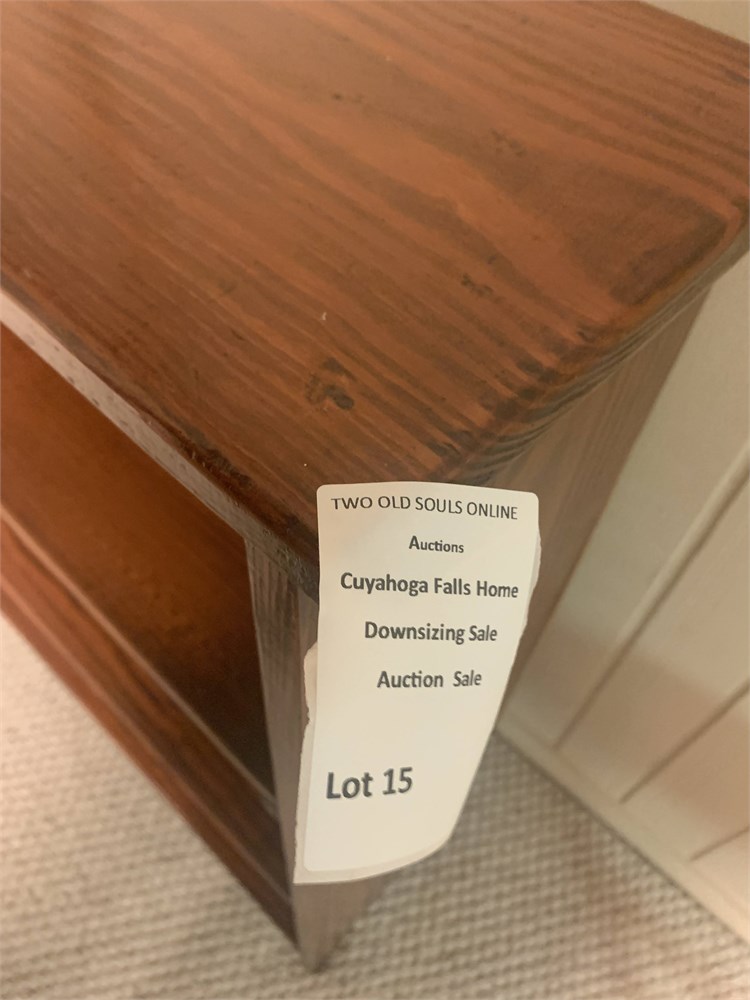 TWO OLD SOULS ONLINE
Auctions
Cuyahoga Falls Home
Downsizing Sale
Auction Sale
Lot 15